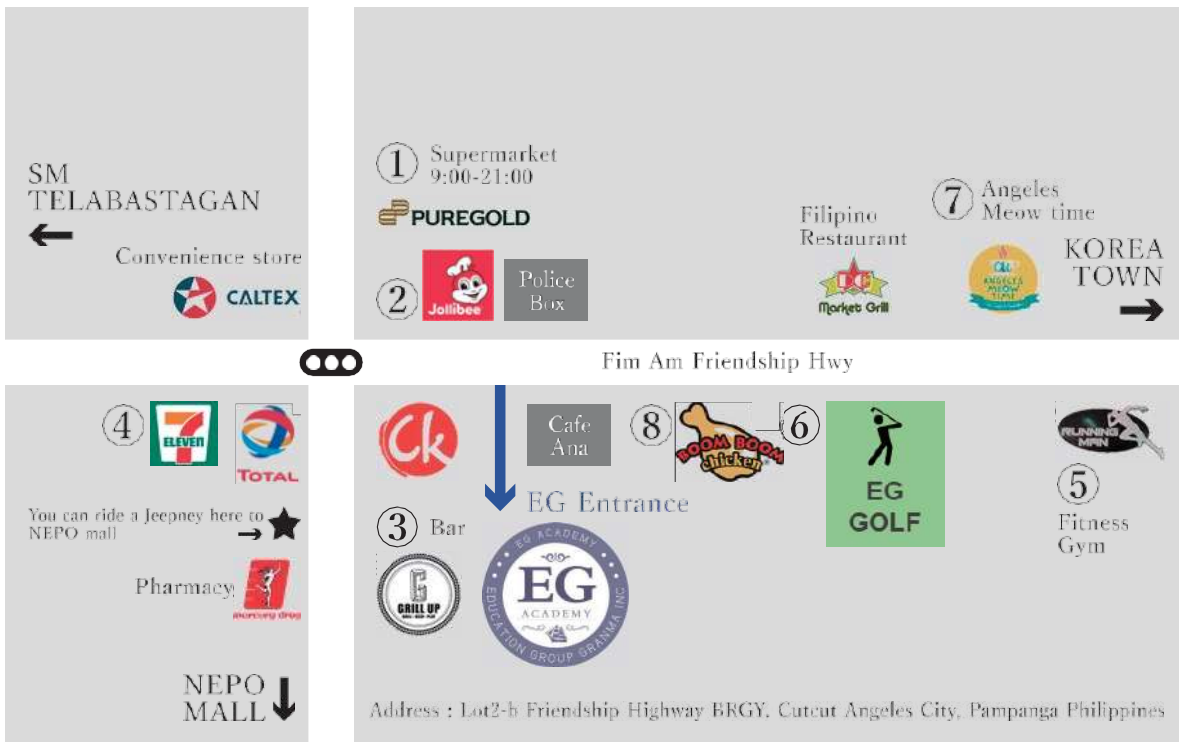 SM
TELABASTAGAN
Convenience store
CALTEX
① Supermarket
9:00-21:00
PUREGOLD
②
Jollibee
Police
Box
Filipino
Restaurant
Market Grill
⑦ Angeles
Meow time
ANGELES
MEOW TIME
KOREA
TOWN
Fim Am Friendship Hwy
④
7
ELEVEN
TOTAL
You can ride a Jeepney here to
NEPO mall
Pharmacy
mercury drug
NEPO
MALL
Ck
Cafe
Ana
EG Entrance
③ Bar
GRILL UP
EG ACADEMY
EG
ACADEMY
EDUCATION GROUP GRANMA INC
⑧
BOOM BOOM
chicken
⑥
EG
GOLF
RUNNING
MAN
⑤
Fitness
Gym
Address : Lot2-b Friendship Highway BRGY. Cutcut Angeles City, Pampanga Philippines